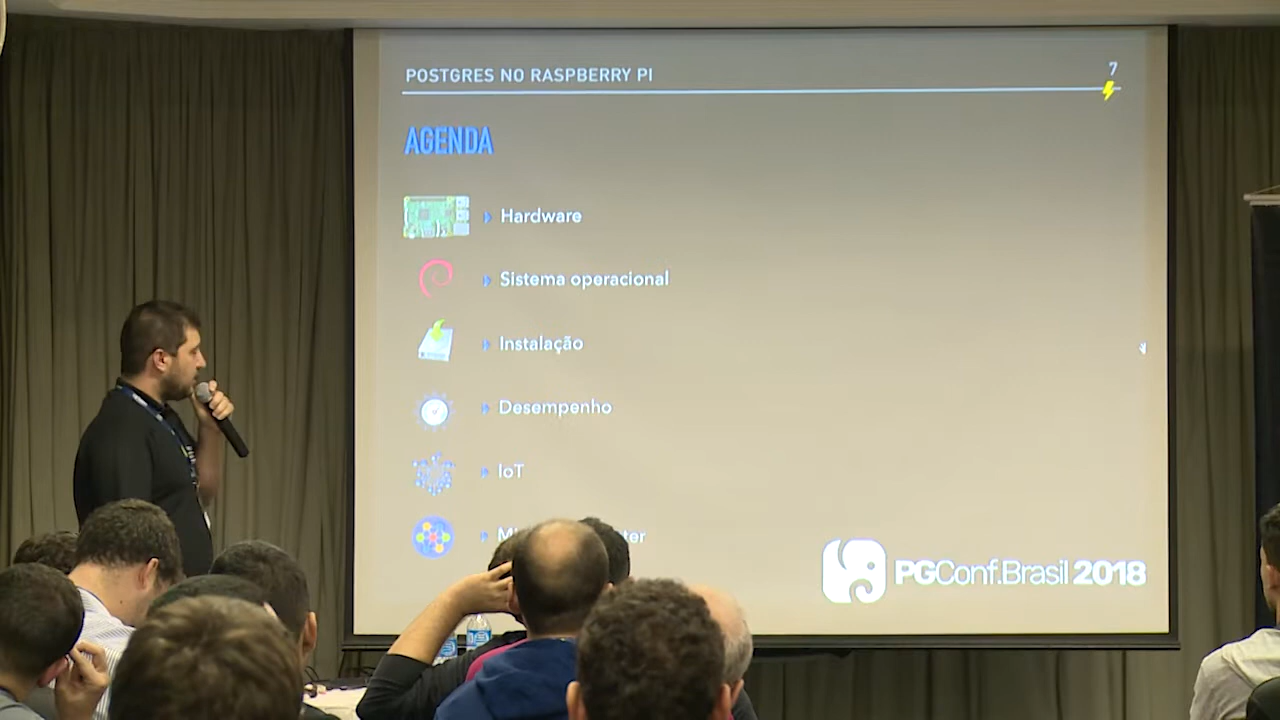 POSTGRES NO RASPBERRY PI
7
AGENDA
Hardware
Sistema operacional
Instalação
Desempenho
IoT
PGConf.Brasil 2018